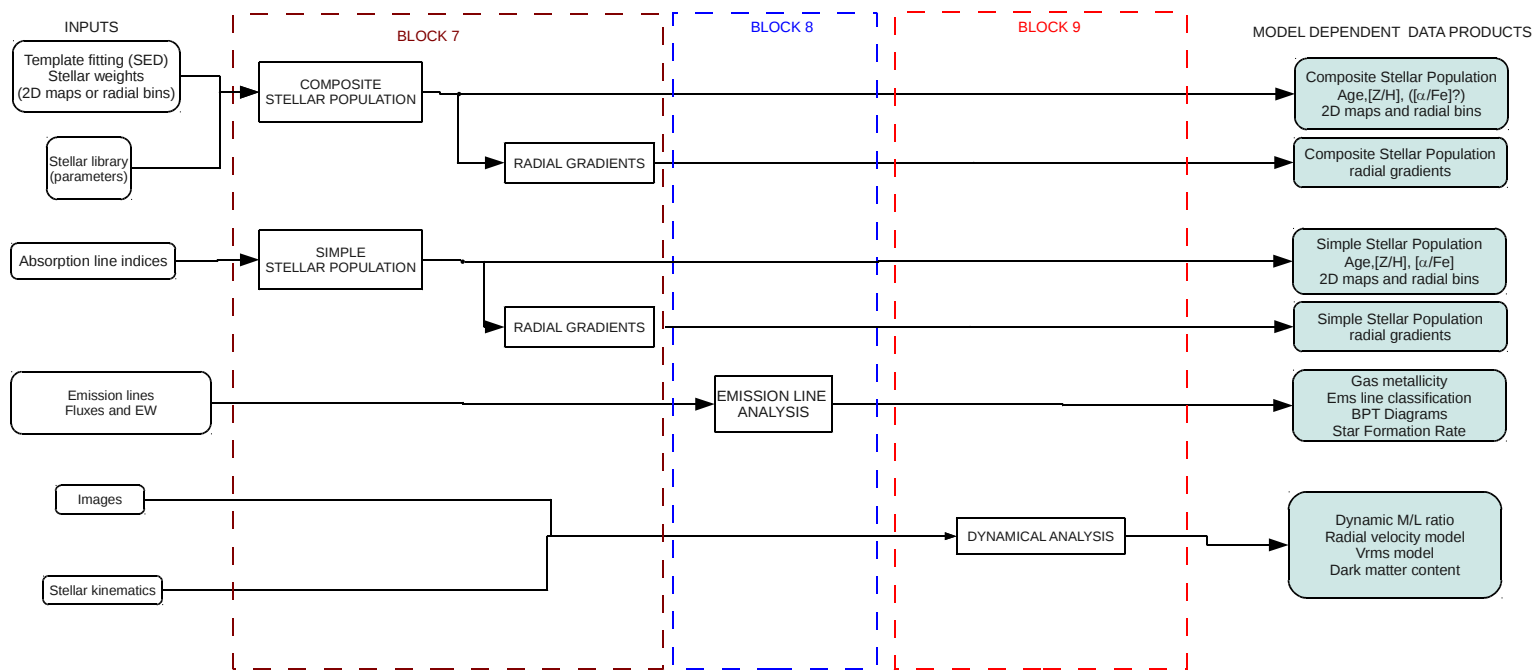 INPUTS
BLOCK 7
BLOCK 8
BLOCK 9
MODEL DEPENDENT DATA PRODUCTS
Template fitting (SED)
Stellar weights
(2D maps or radial bins)
COMPOSITE
STELLAR POPULATION
Composite Stellar Population
Age,[Z/H], ([α/Fe]?)
2D maps and radial bins
Stellar library
(parameters)
RADIAL GRADIENTS
Composite Stellar Population
radial gradients
Absorption line indices
SIMPLE
STELLAR POPULATION
Simple Stellar Population
Age,[Z/H], [α/Fe]
2D maps and radial bins
RADIAL GRADIENTS
Simple Stellar Population
radial gradients
Emission lines
Fluxes and EW
EMISSION LINE
ANALYSIS
Gas metallicity
Ems line classification
BPT Diagrams
Star Formation Rate
Images
Stellar kinematics
DYNAMICAL ANALYSIS
Dynamic M/L ratio
Radial velocity model
Vrms model
Dark matter content